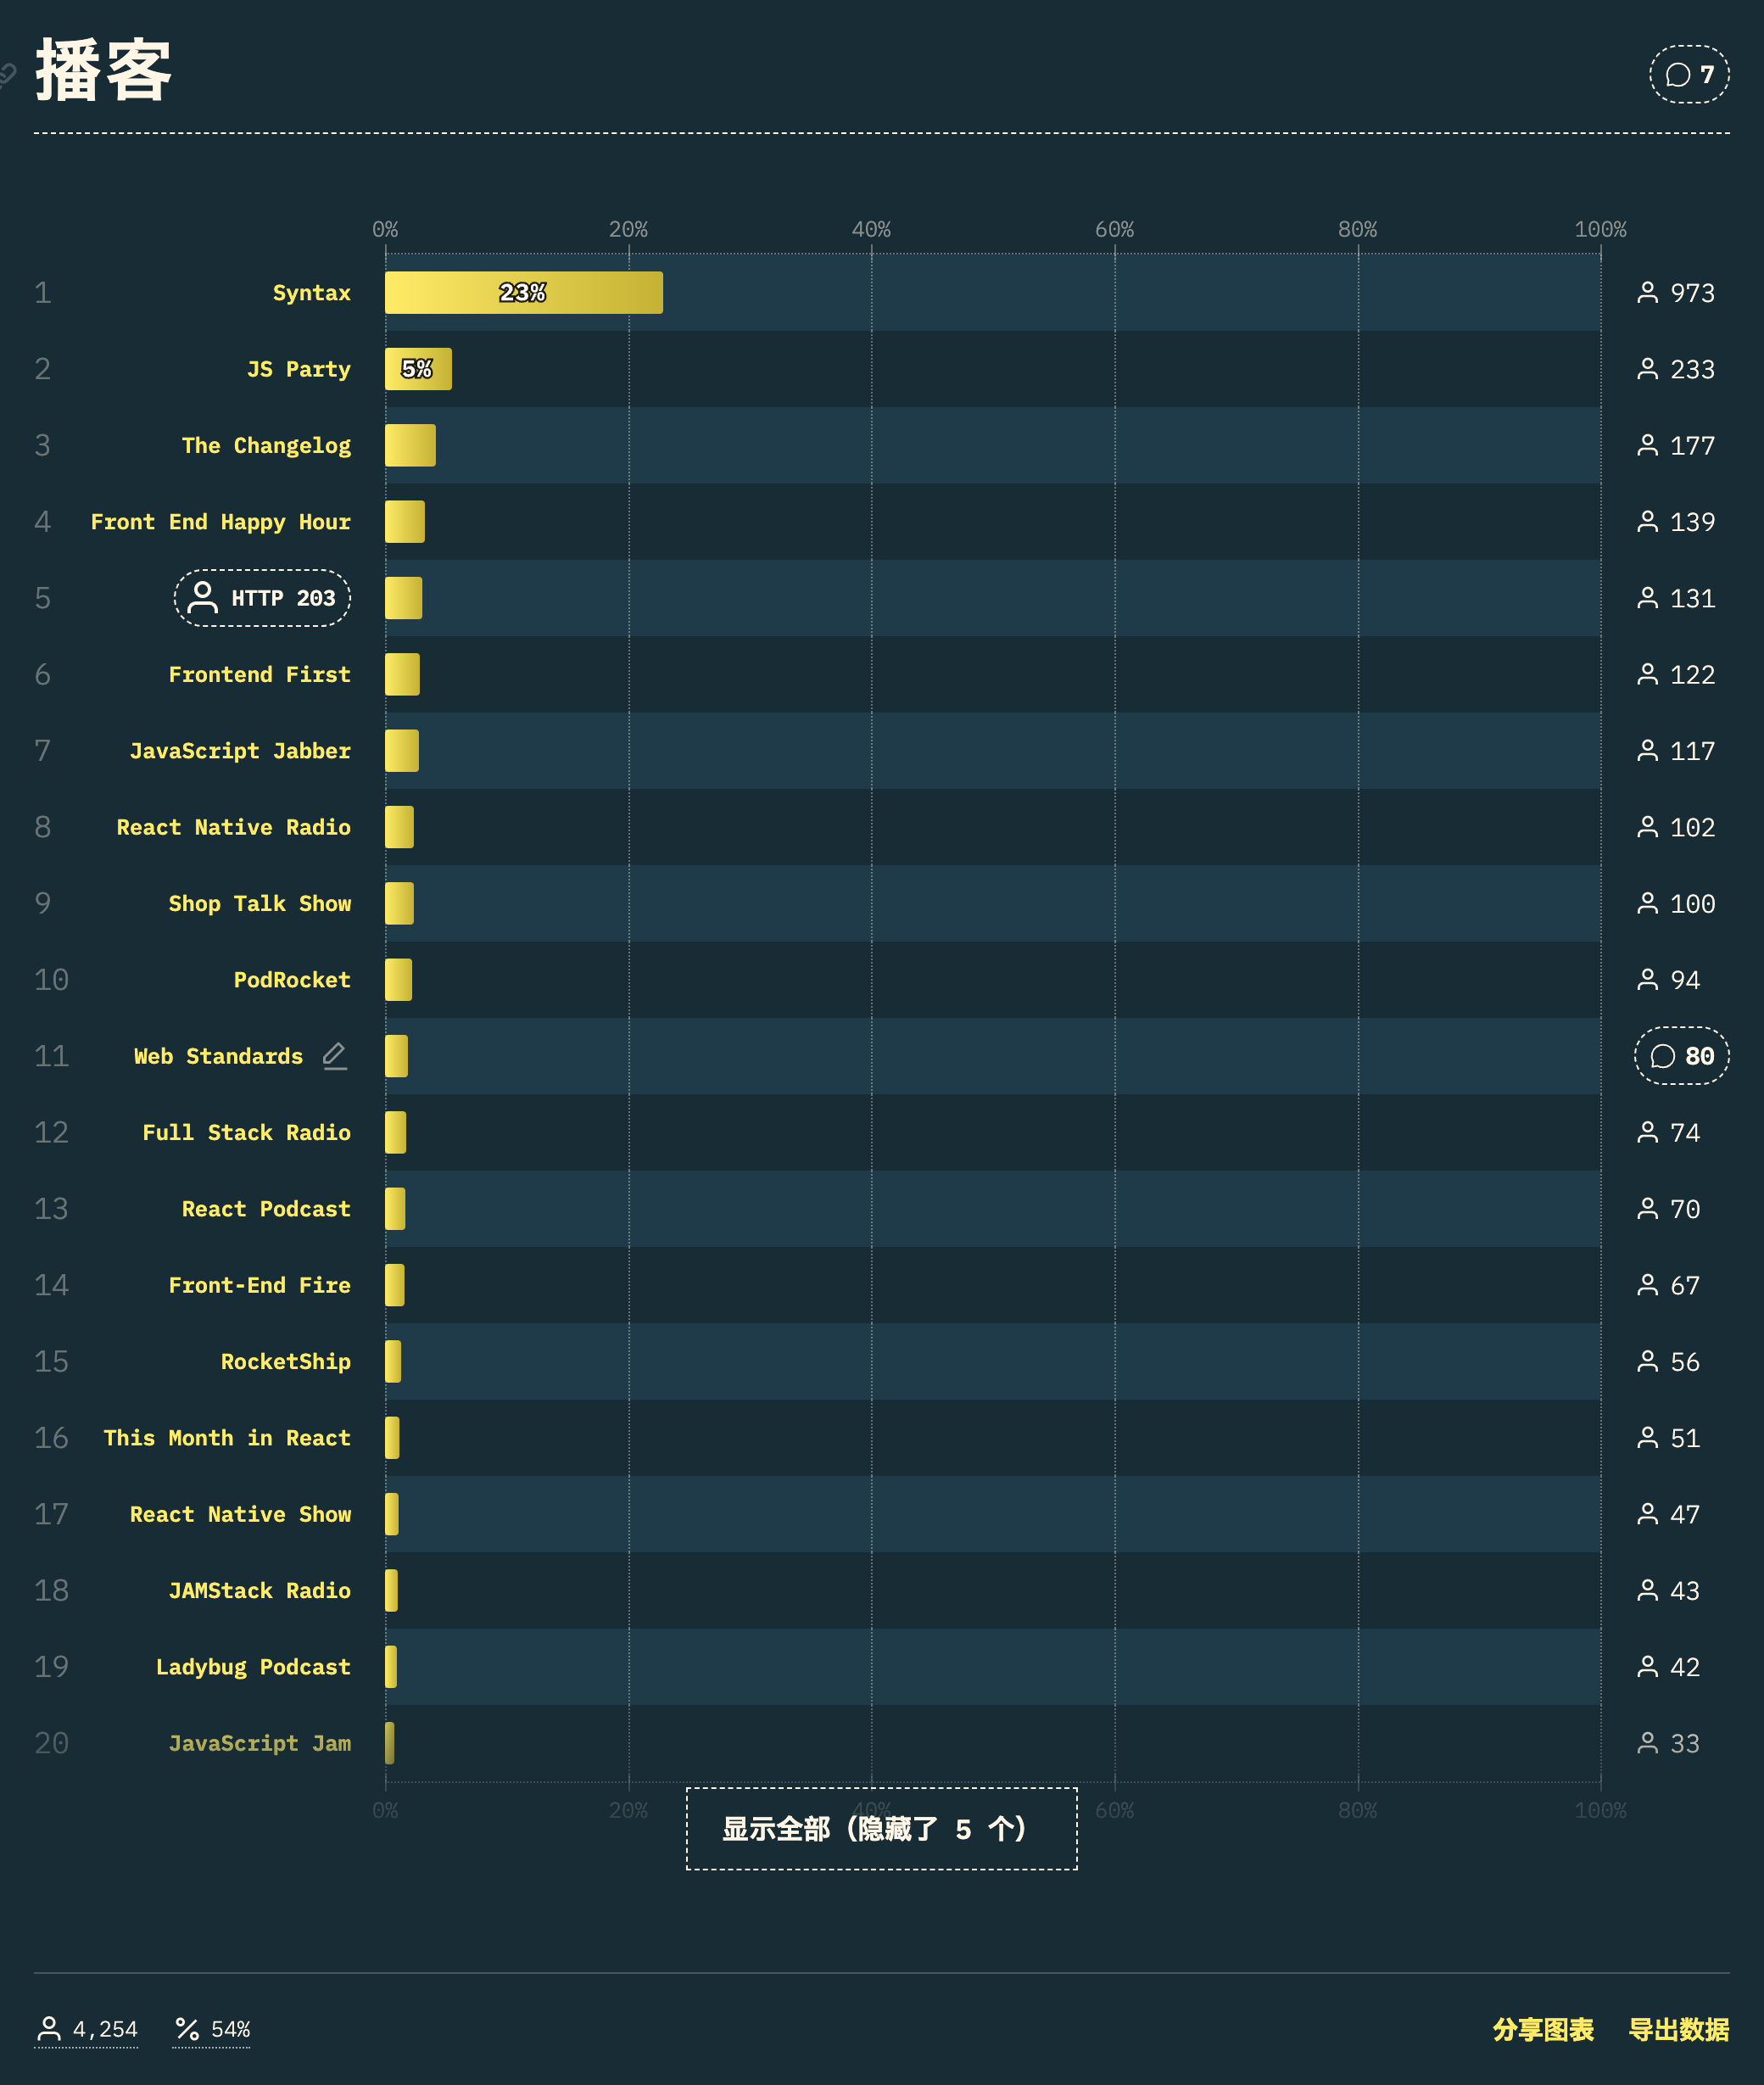 播客
7
0% 20% 40% 60% 80% 100%
1 Syntax 23% 973
2 JS Party 5% 233
3 The Changelog 177
4 Front End Happy Hour 139
5 HTTP 203 131
6 Frontend First 122
7 JavaScript Jabber 117
8 React Native Radio 102
9 Shop Talk Show 100
10 PodRocket 94
11 Web Standards 80
12 Full Stack Radio 74
13 React Podcast 70
14 Front-End Fire 67
15 RocketShip 56
16 This Month in React 51
17 React Native Show 47
18 JAMStack Radio 43
19 Ladybug Podcast 42
20 JavaScript Jam 33
0% 20% 40% 60% 80% 100%
显示全部（隐藏了 5 个）
4,254 54% 分享图表 导出数据